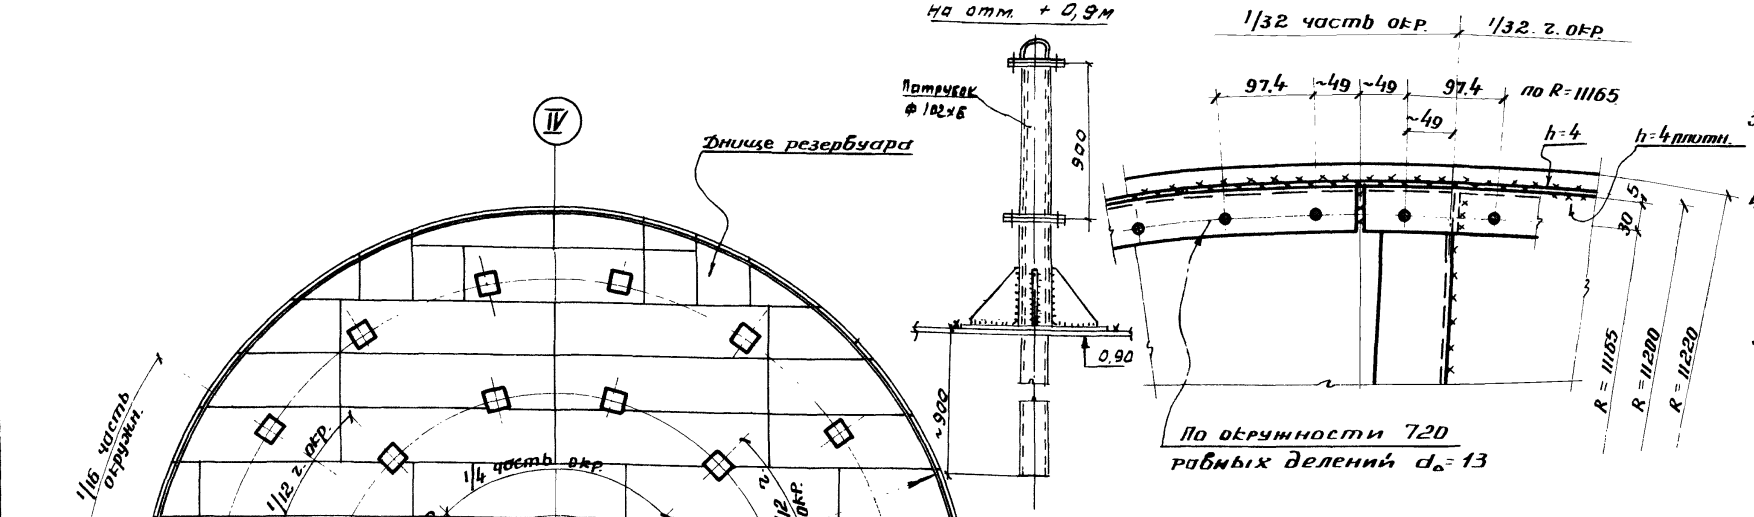 на отм. + 0,9м
1/32 часть окр.
1/32 ч. окр.
97.4
~49
~49
97.4
по R=11165
~49
Патрубок
ф 102×6
900
IV
Днище резервуара
h=4
h=4 плотн.
5
30
R=11165
R=11200
R=11220
0,90
~900
1/16 часть
окружн.
1/12 ч. окр.
1/4 часть окр.
По окружности 720
равных делений d₀=13